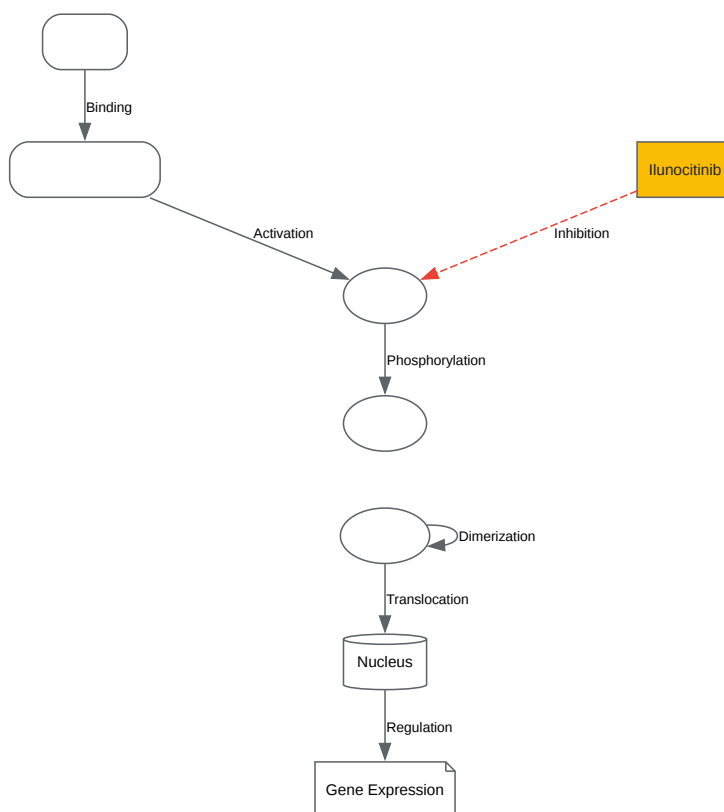 Binding
Ilunocitinib
Activation
Inhibition
Phosphorylation
Dimerization
Translocation
Nucleus
Regulation
Gene Expression